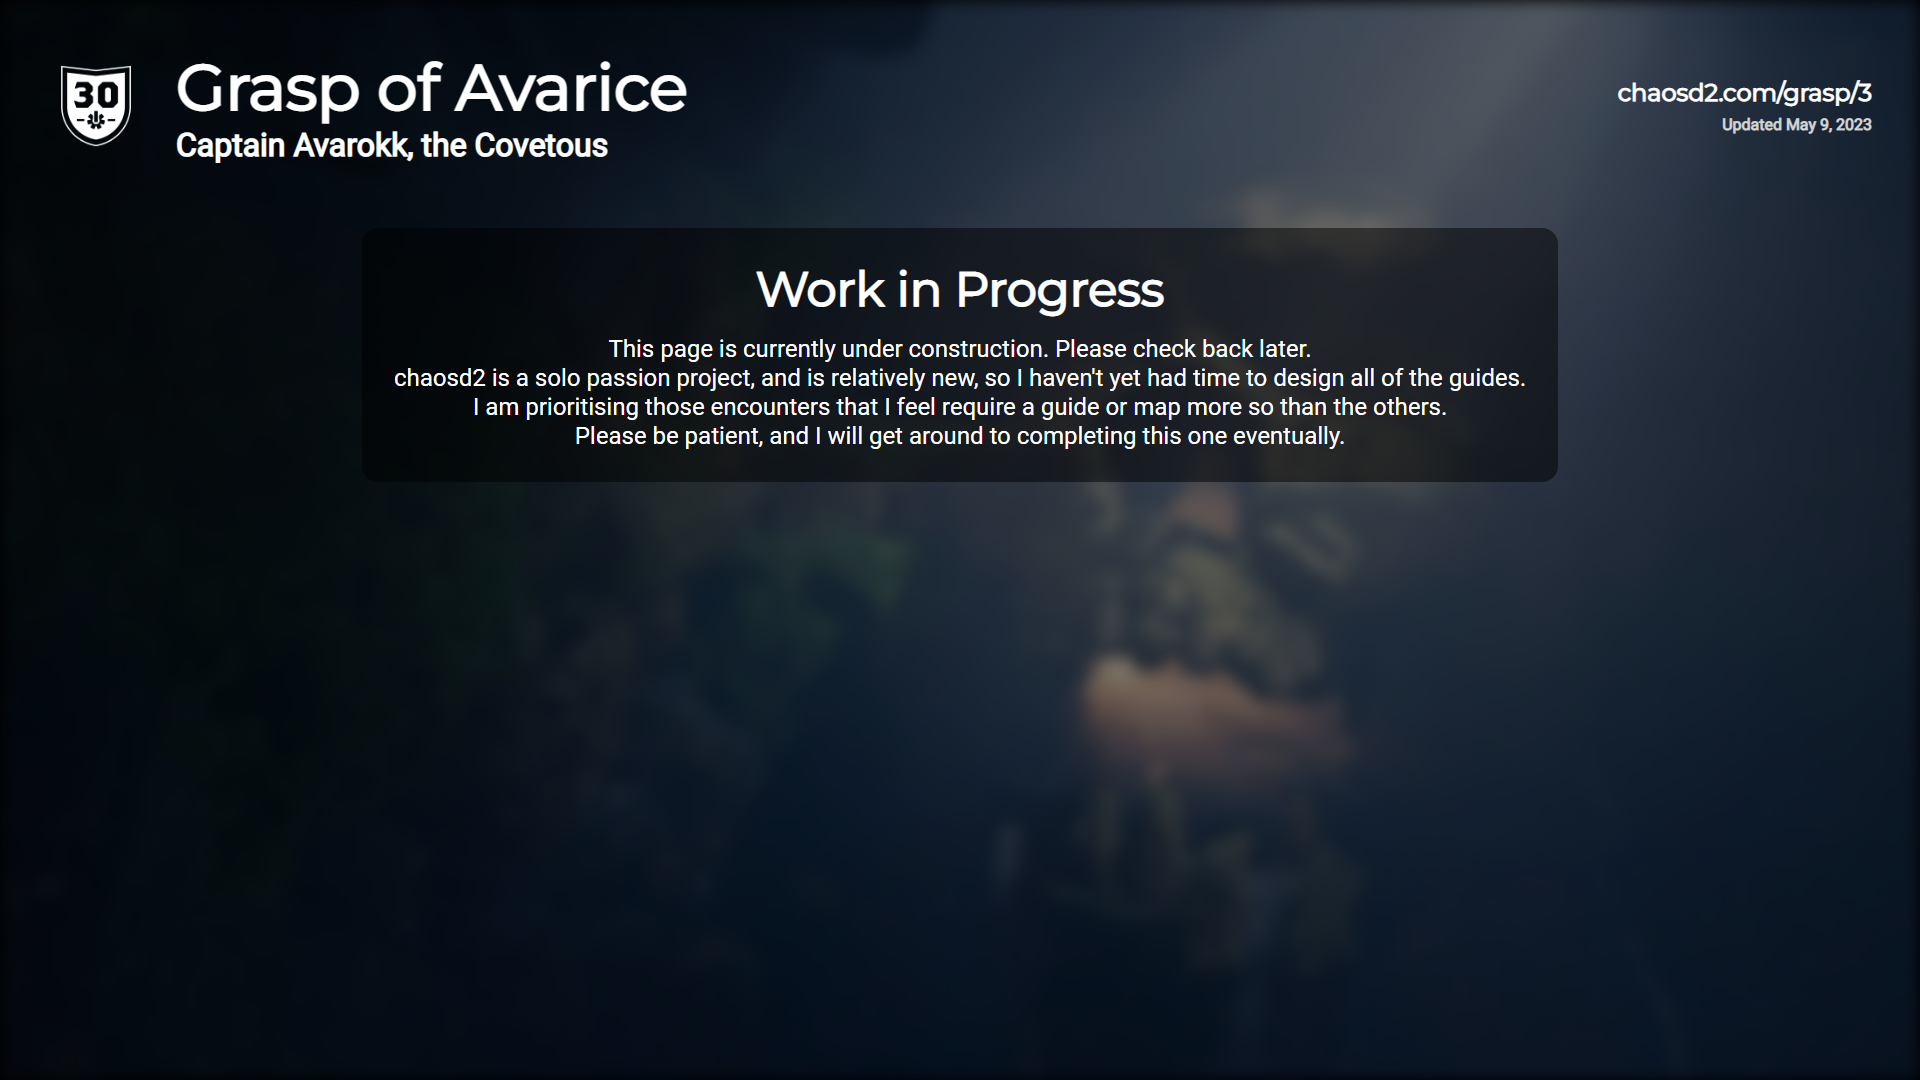 30
Grasp of Avarice
Captain Avarokk, the Covetous
chaosd2.com/grasp/3
Updated May 9, 2023
Work in Progress
This page is currently under construction. Please check back later.
chaosd2 is a solo passion project, and is relatively new, so I haven't yet had time to design all of the guides.
I am prioritising those encounters that I feel require a guide or map more so than the others.
Please be patient, and I will get around to completing this one eventually.